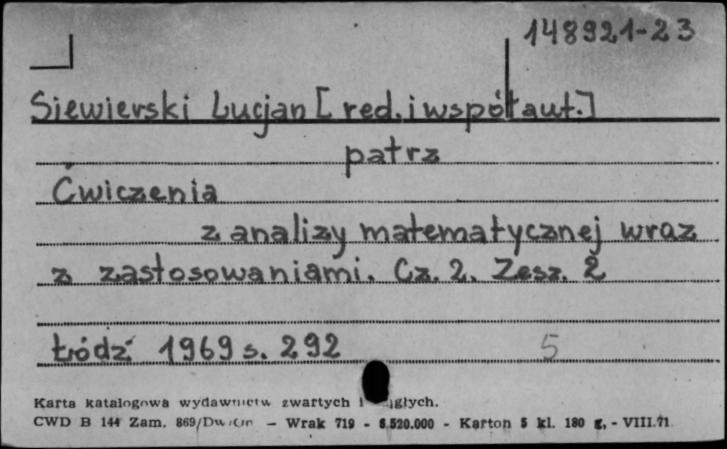 148921-23
Siewierski Lucjan [red. i współaut.]
patrz
Ćwiczenia
z analizy matematycznej wraz
z zastosowaniami. Cz. 2. Zesz. 2
Łódź 1969 s. 292 5
Karta katalogowa wydawnictw zwartych i
CWD B 144 Zam. 869/ — Wrak 719 - 6.520.000 - Karton 5 kl. 180 g, - VIII.71